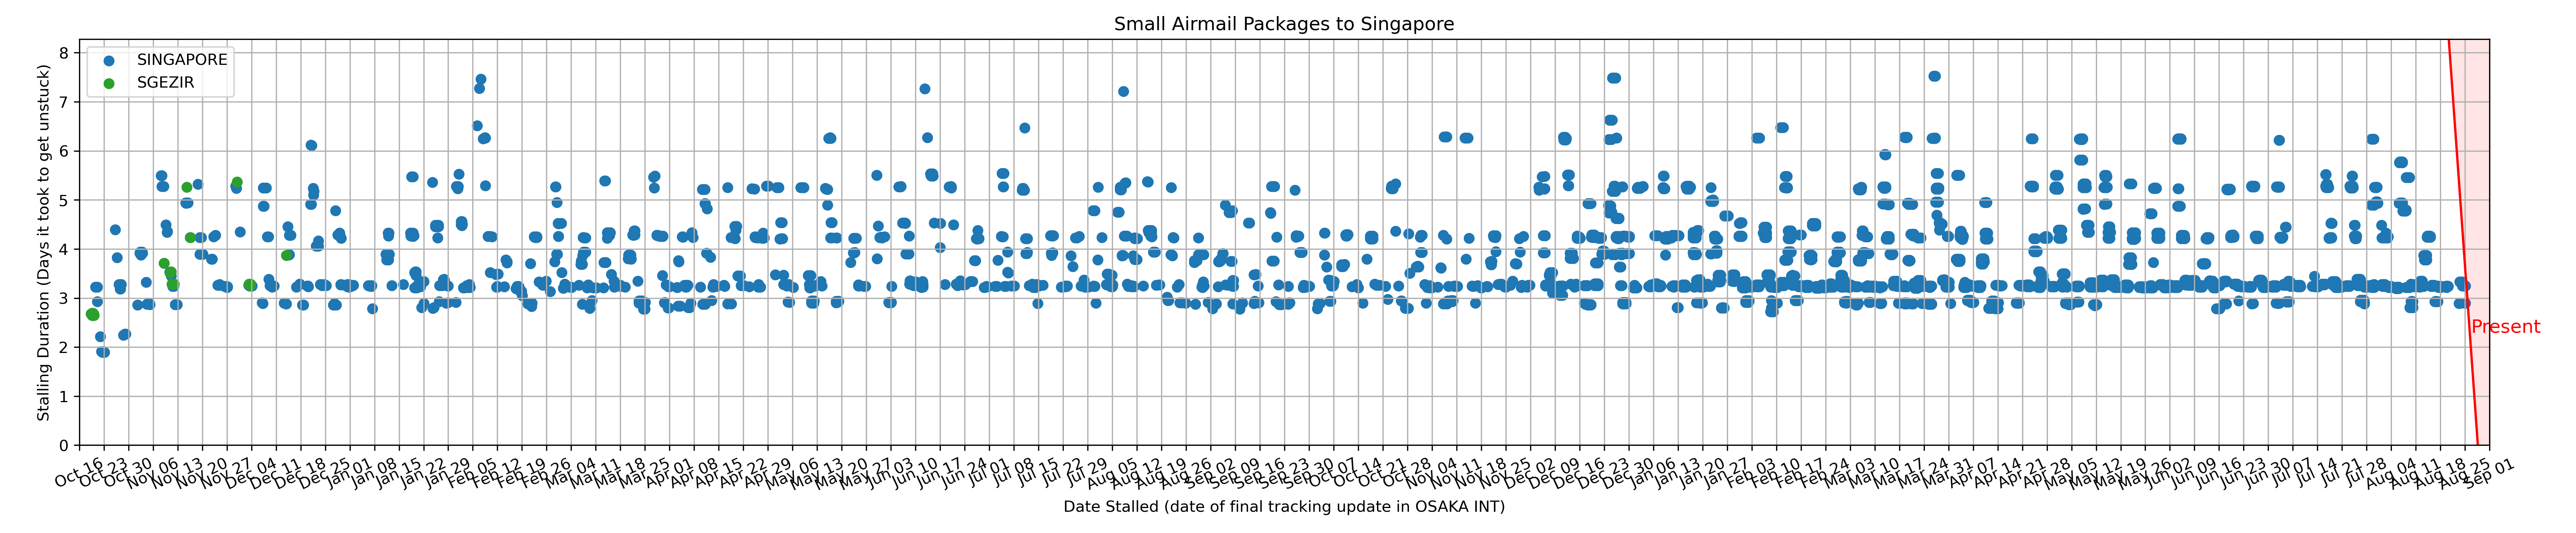 Small Airmail Packages to Singapore
SINGAPORE
SGEZIR
Stalling Duration (Days it took to get unstuck)
8
7
6
5
4
3
2
1
0
Present
Oct 16
Oct 23
Oct 30
Nov 06
Nov 13
Nov 20
Nov 27
Dec 04
Dec 11
Dec 18
Dec 25
Jan 01
Jan 08
Jan 15
Jan 22
Jan 29
Feb 05
Feb 12
Feb 19
Feb 26
Mar 04
Mar 11
Mar 18
Mar 25
Apr 01
Apr 08
Apr 15
Apr 22
Apr 29
May 06
May 13
May 20
May 27
Jun 03
Jun 10
Jun 17
Jun 24
Jul 01
Jul 08
Jul 15
Jul 22
Jul 29
Aug 05
Aug 12
Aug 19
Aug 26
Sep 02
Sep 09
Sep 16
Sep 23
Sep 30
Oct 07
Oct 14
Oct 21
Oct 28
Nov 04
Nov 11
Nov 18
Nov 25
Dec 02
Dec 09
Dec 16
Dec 23
Dec 30
Jan 06
Jan 13
Jan 20
Jan 27
Feb 03
Feb 10
Feb 17
Feb 24
Mar 03
Mar 10
Mar 17
Mar 24
Mar 31
Apr 07
Apr 14
Apr 21
Apr 28
May 05
May 12
May 19
May 26
Jun 02
Jun 09
Jun 16
Jun 23
Jun 30
Jul 07
Jul 14
Jul 21
Jul 28
Aug 04
Aug 11
Aug 18
Aug 25
Sep 01
Date Stalled (date of final tracking update in OSAKA INT)